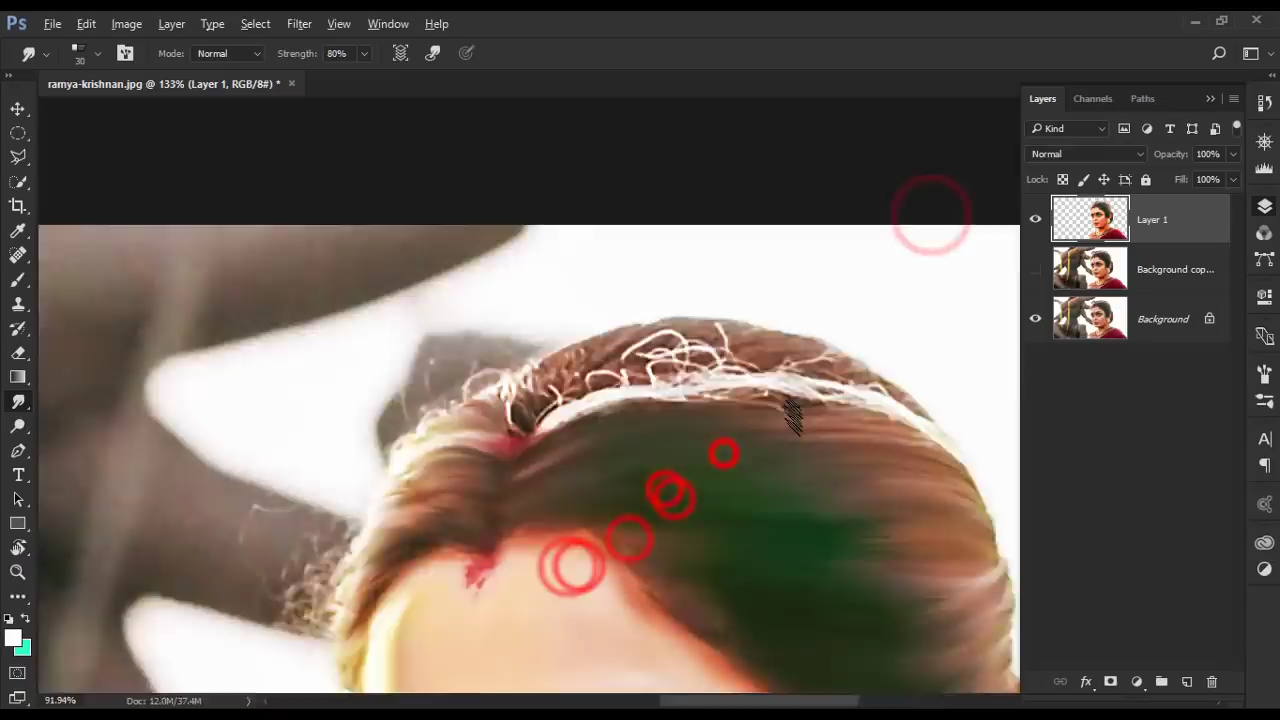 Ps File Edit Image Layer Type Select Filter View Window Help
30 Mode: Normal Strength: 80%
ramya-krishnan.jpg @ 133% (Layer 1, RGB/8#) *
Layers Channels Paths
Kind
Normal Opacity: 100%
Lock: Fill: 100%
Layer 1
Background cop...
Background
91.94% Doc: 12.0M/37.4M